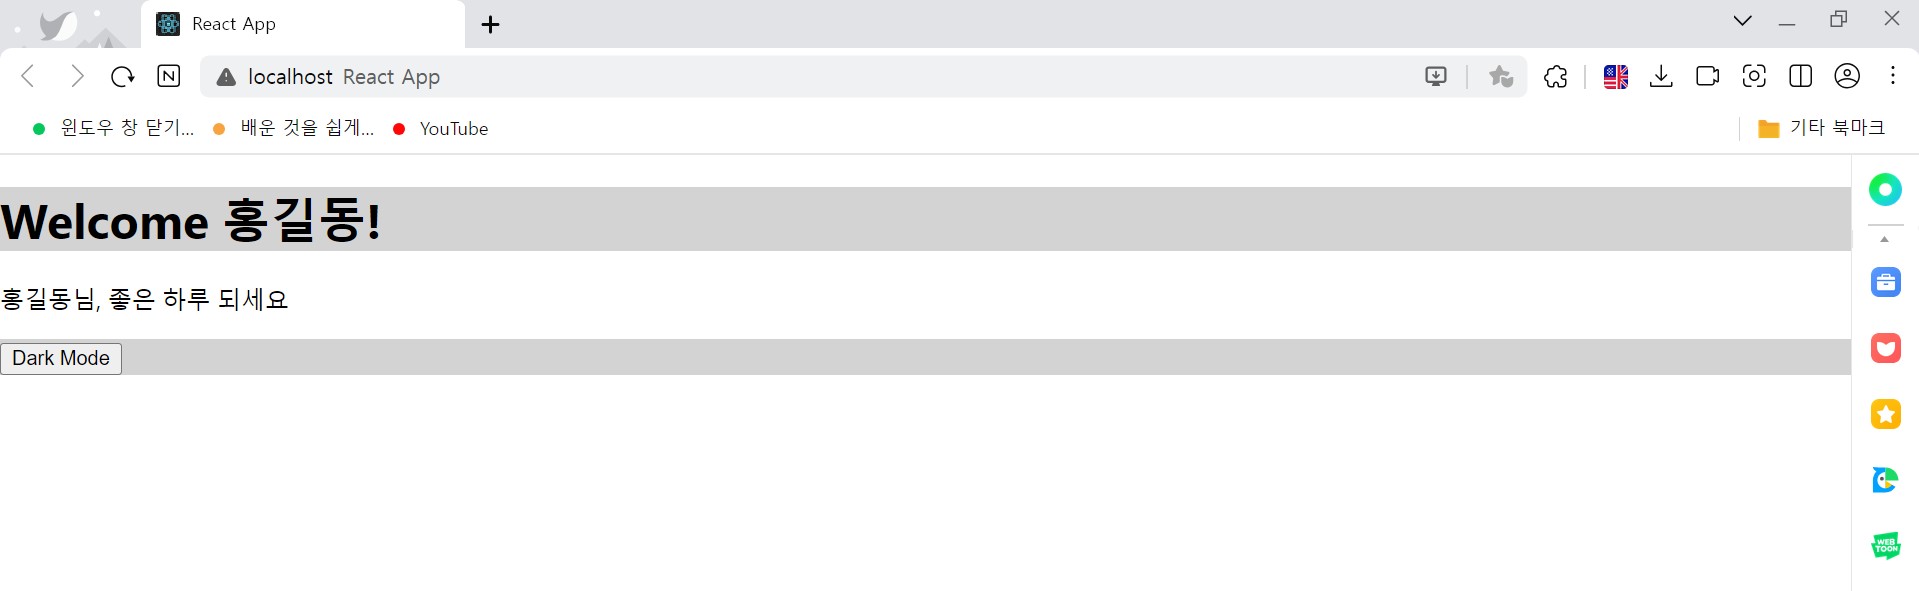 React App
N
localhost React App
윈도우 창 닫기...
배운 것을 쉽게...
YouTube
기타 북마크
Welcome 홍길동!
홍길동님, 좋은 하루 되세요
Dark Mode
WEB
TOON